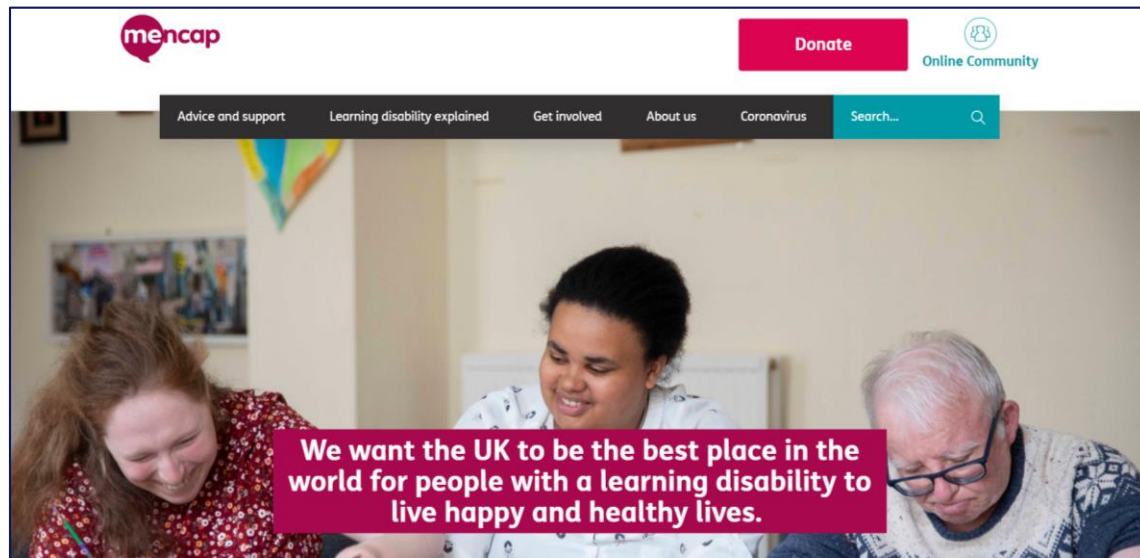 mencap
Donate
Online Community
Advice and support
Learning disability explained
Get involved
About us
Coronavirus
Search...
We want the UK to be the best place in the
world for people with a learning disability to
live happy and healthy lives.